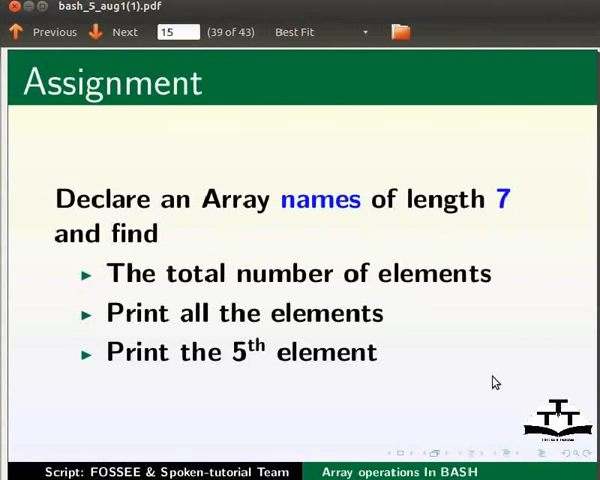 bash_5_aug1(1).pdf
Previous Next 15 (39 of 43) Best Fit
Assignment
Declare an Array names of length 7
and find
The total number of elements
Print all the elements
Print the 5th element
Script: FOSSEE & Spoken-tutorial Team Array operations In BASH